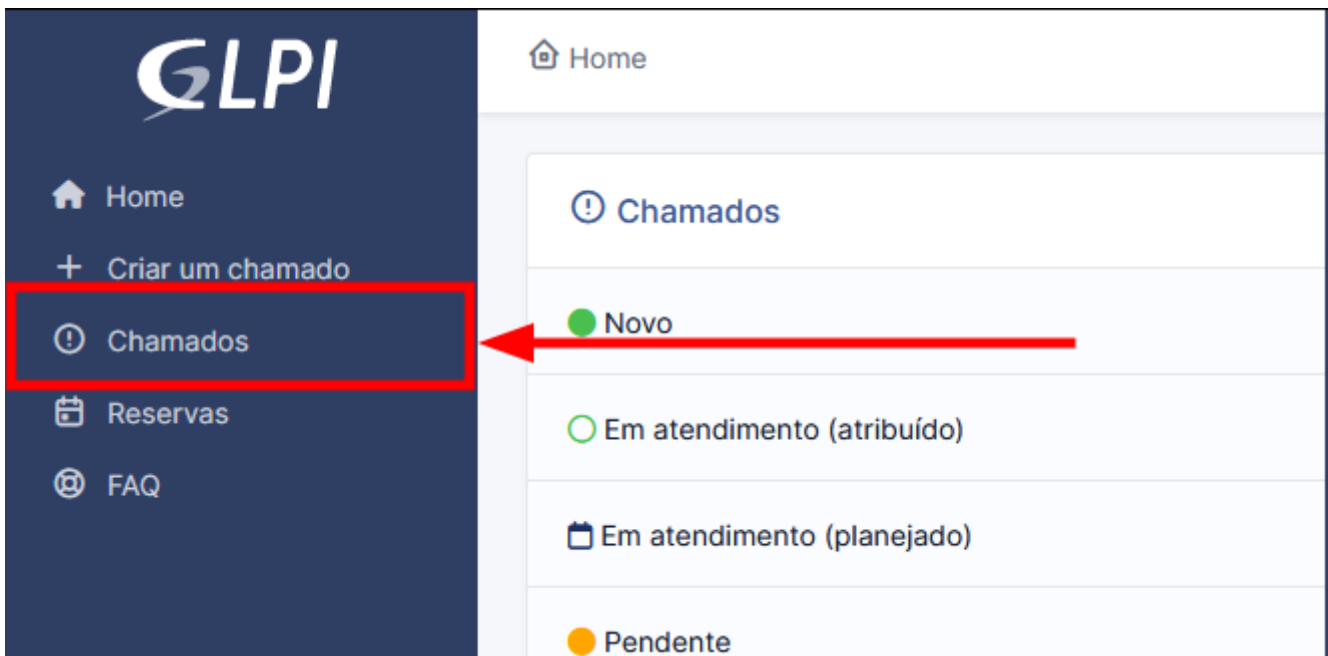 GLPI
Home
Criar um chamado
Chamados
Reservas
FAQ
Home
Chamados
Novo
Em atendimento (atribuído)
Em atendimento (planejado)
Pendente